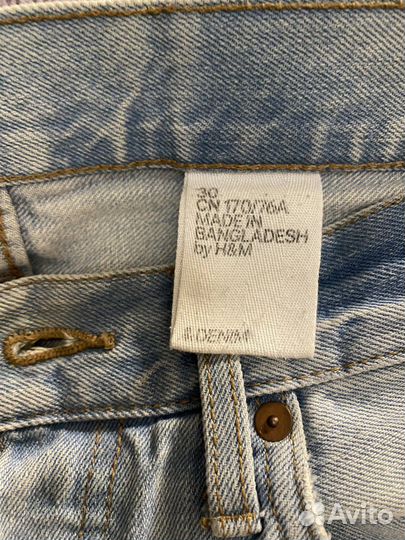 30
CN 170/76A
MADE IN
BANGLADESH
by H&M
&DENIM
Avito